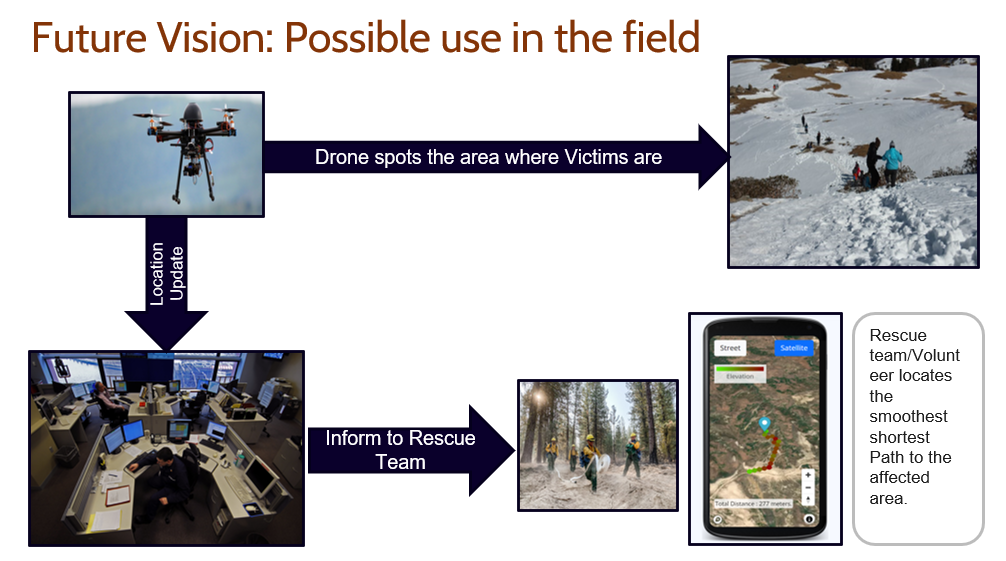 Future Vision: Possible use in the field
Drone spots the area where Victims are
Location
Update
Inform to Rescue
Team
Street
Satellite
Elevation
Total Distance : 277 meters
+
−
Rescue
team/Volunt
eer locates
the
smoothest
shortest
Path to the
affected
area.